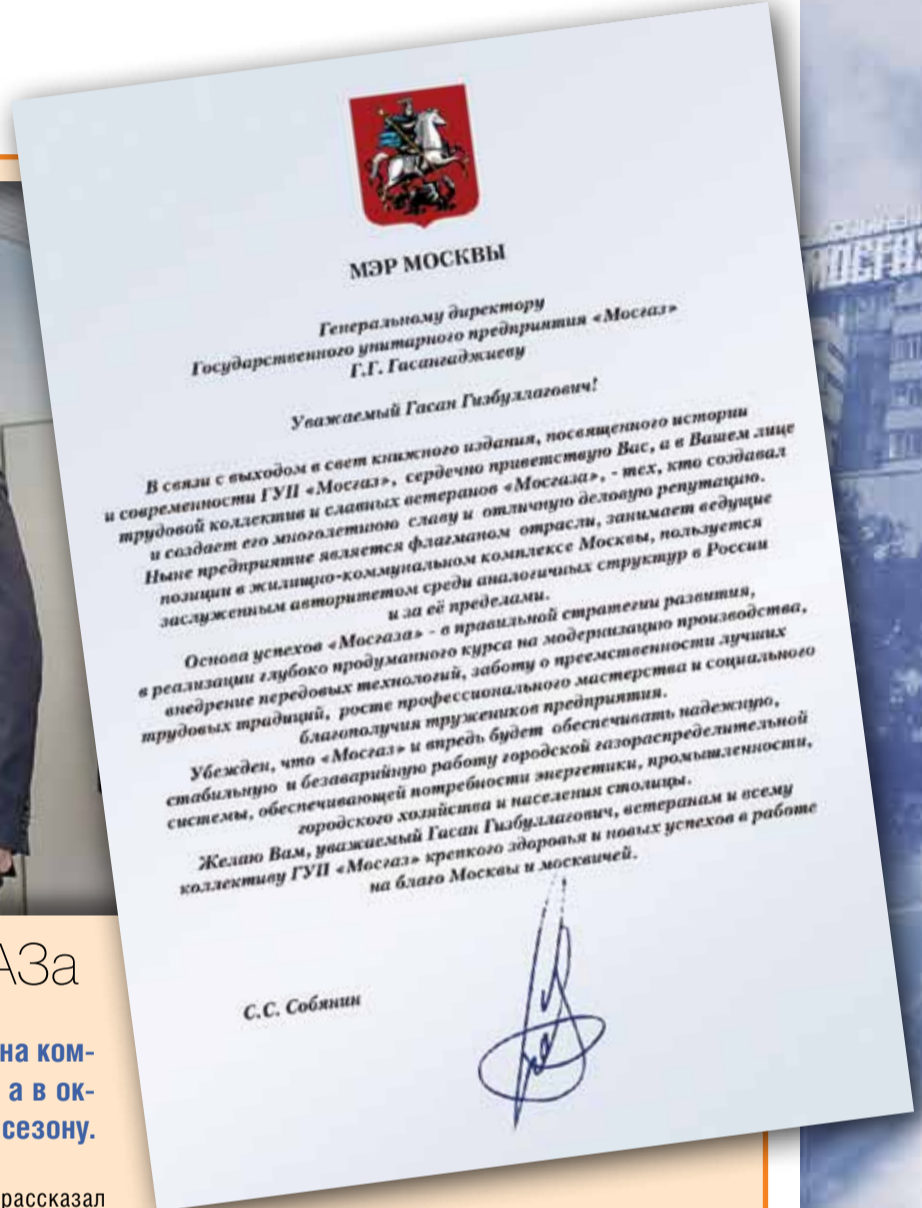 МЭР МОСКВЫ
Генеральному директору
Государственного унитарного предприятия «Мосгаз»
Г.Г. Гасангаджиеву
Уважаемый Гасан Гизбуллагович!
В связи с выходом в свет книжного издания, посвященного истории
и современности ГУП «Мосгаз», сердечно приветствую Вас, а в Вашем лице
трудовой коллектив и славных ветеранов «Мосгаза», - тех, кто создавал
и создает его многолетнюю славу и отличную деловую репутацию.
Ныне предприятие является флагманом отрасли, занимает ведущие
позиции в жилищно-коммунальном комплексе Москвы, пользуется
заслуженным авторитетом среди аналогичных структур в России
и за её пределами.
Основа успехов «Мосгаза» - в правильной стратегии развития,
в реализации глубоко продуманного курса на модернизацию производства,
внедрение передовых технологий, заботу о преемственности лучших
трудовых традиций, росте профессионального мастерства и социального
благополучия тружеников предприятия.
Убежден, что «Мосгаз» и впредь будет обеспечивать надежную,
стабильную и безаварийную работу городской газораспределительной
системы, обеспечивающей потребности энергетики, промышленности,
городского хозяйства и населения столицы.
Желаю Вам, уважаемый Гасан Гизбуллагович, ветеранам и всему
коллективу ГУП «Мосгаз» крепкого здоровья и новых успехов в работе
на благо Москвы и москвичей.
С.С. Собянин
АЗа
на ком-
а в ок-
сезону.
рассказал